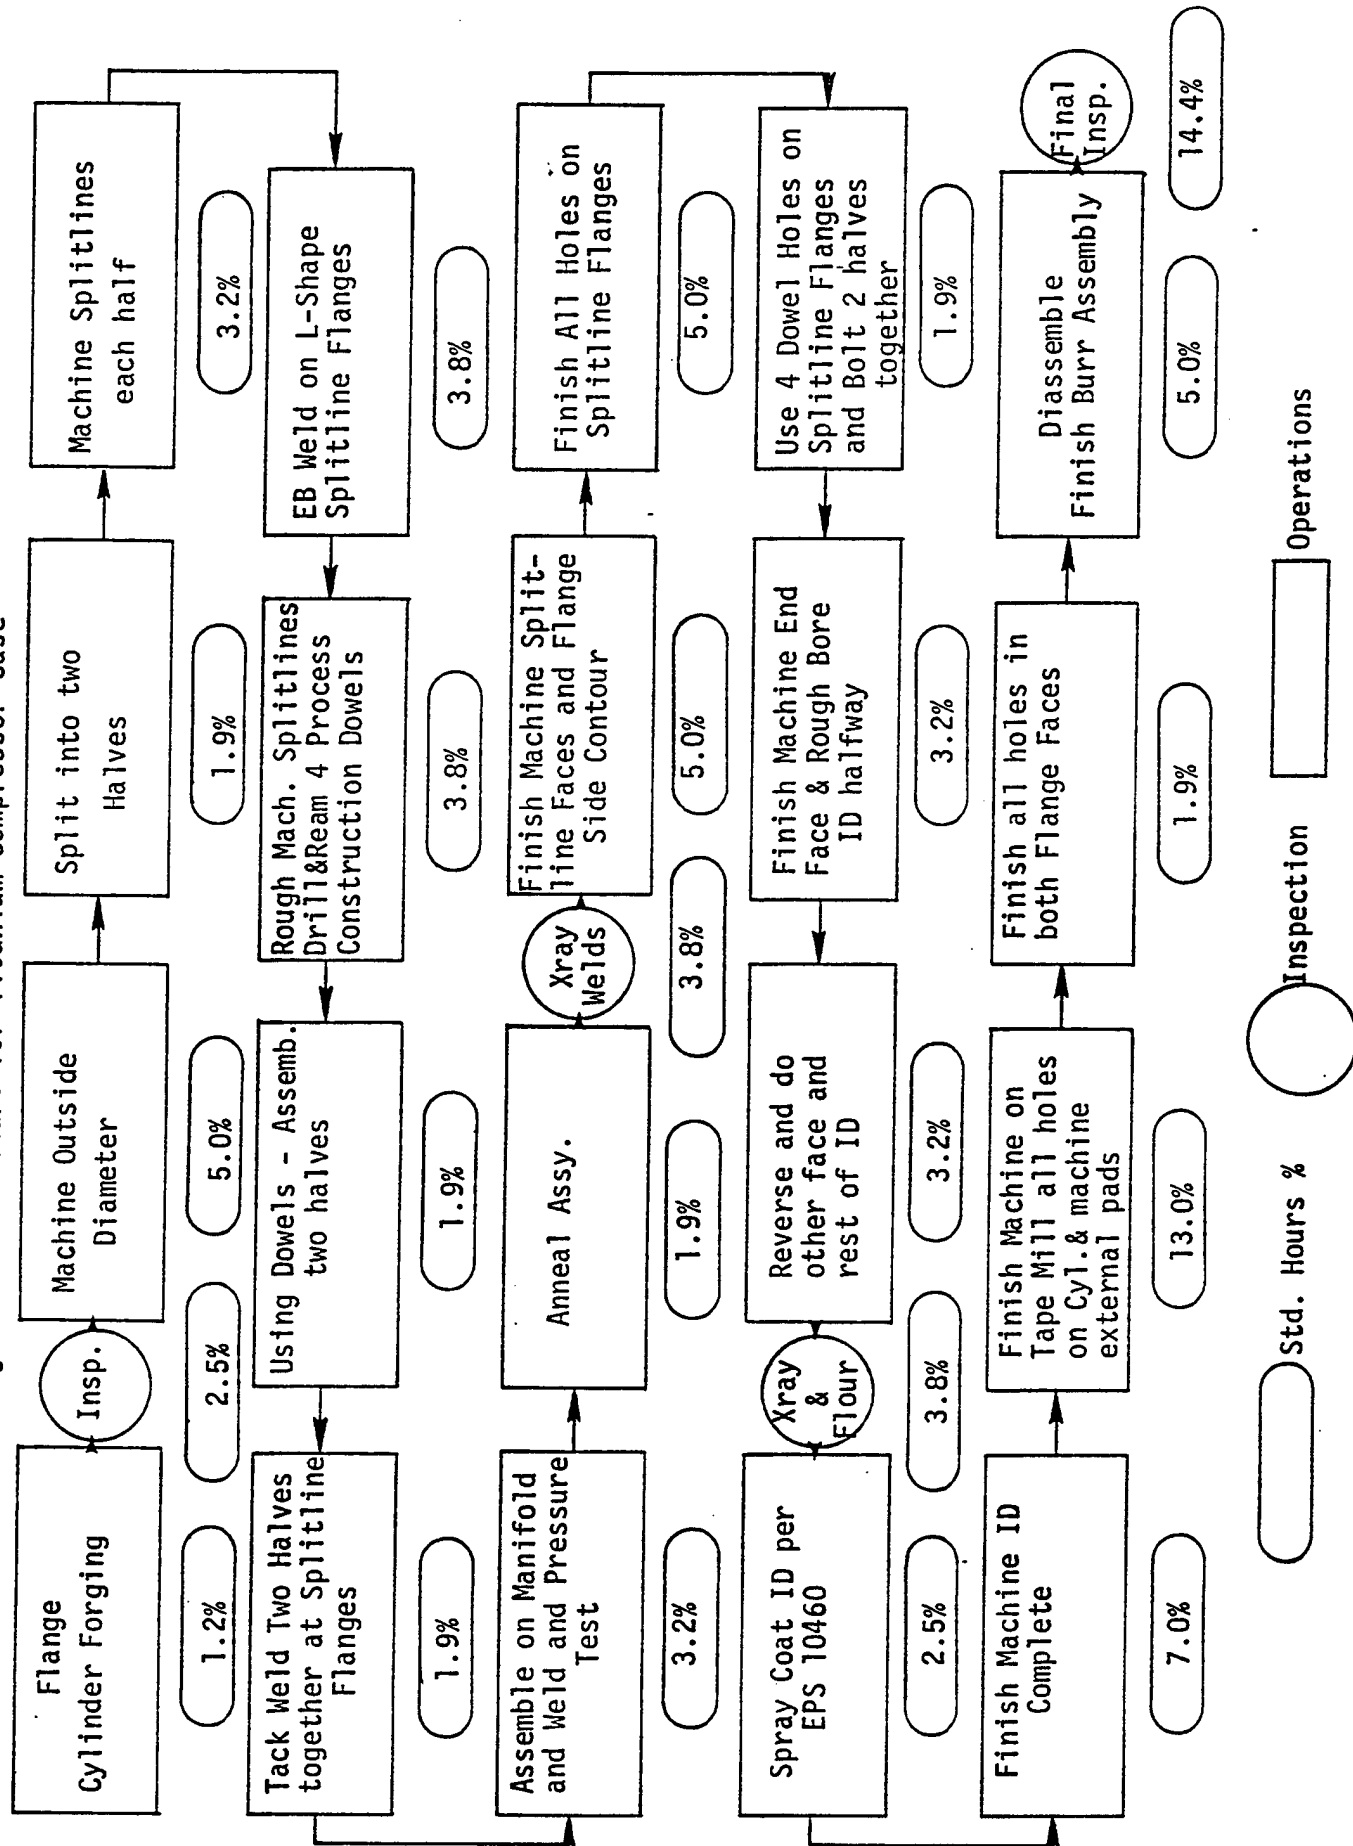 Flange
Cylinder Forging
1.2%
Insp.
2.5%
Machine Outside
Diameter
5.0%
Split into two
Halves
1.9%
Machine Splitlines
each half
3.2%
EB Weld on L-Shape
Splitline Flanges
3.8%
Rough Mach. Splitlines
Drill&Ream 4 Process
Construction Dowels
3.8%
Using Dowels - Assemb.
two halves
1.9%
Tack Weld Two Halves
together at Splitline
Flanges
1.9%
Assemble on Manifold
and Weld and Pressure
Test
3.2%
Anneal Assy.
1.9%
Xray
Welds
3.8%
Finish Machine Split-
line Faces and Flange
Side Contour
5.0%
Finish All Holes on
Splitline Flanges
5.0%
Use 4 Dowel Holes on
Splitline Flanges
and Bolt 2 halves
together
1.9%
Finish Machine End
Face & Rough Bore
ID halfway
3.2%
Reverse and do
other face and
rest of ID
3.2%
Xray
&
Flour
3.8%
Spray Coat ID per
EPS 10460
2.5%
Finish Machine ID
Complete
7.0%
Finish Machine on
Tape Mill all holes
on Cyl.& machine
external pads
13.0%
Finish all holes in
both Flange Faces
1.9%
Diassemble
Finish Burr Assembly
5.0%
Final
Insp.
14.4%
Std. Hours %
Inspection
Operations